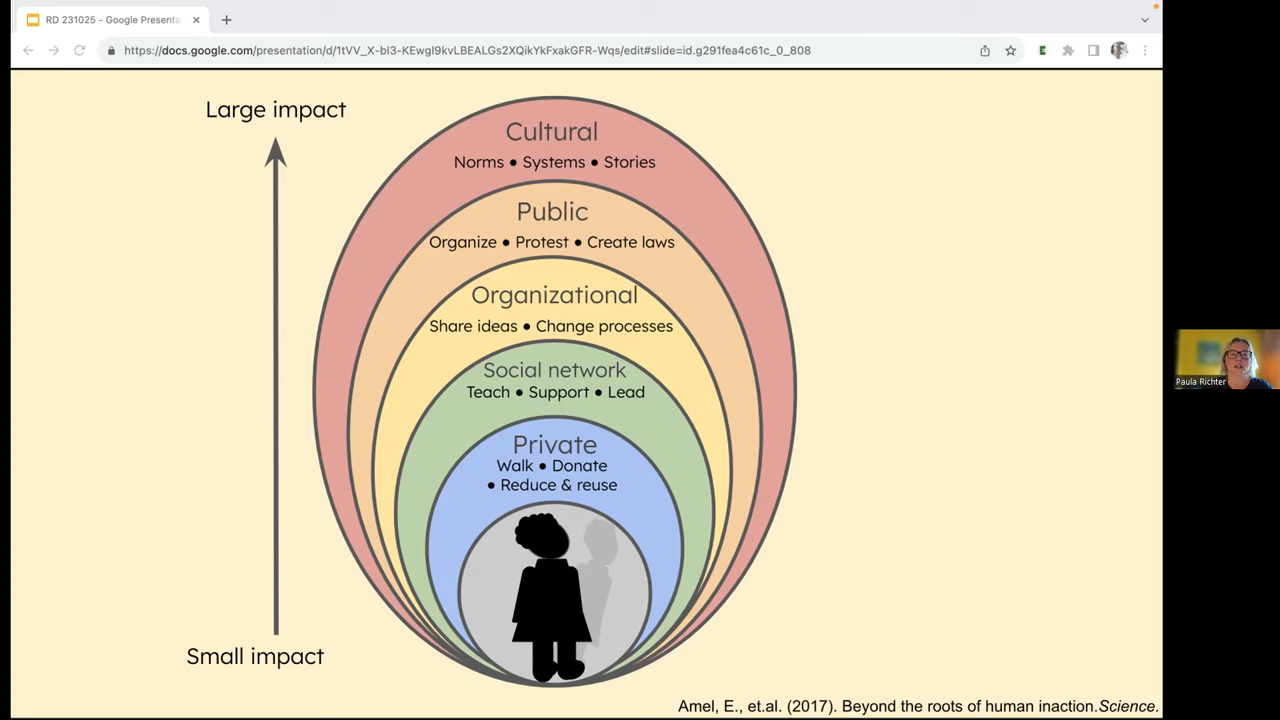 RD 231025 - Google Presenta
https://docs.google.com/presentation/d/1tVV_X-bl3-KEwgl9kvLBEALGs2XQikYkFxakGFR-Wqs/edit#slide=id.g291fea4c61c_0_808
Large impact
Cultural
Norms ● Systems ● Stories
Public
Organize ● Protest ● Create laws
Organizational
Share ideas ● Change processes
Social network
Teach ● Support ● Lead
Private
Walk ● Donate
● Reduce & reuse
Small impact
Paula Richter
Amel, E., et.al. (2017). Beyond the roots of human inaction.Science.